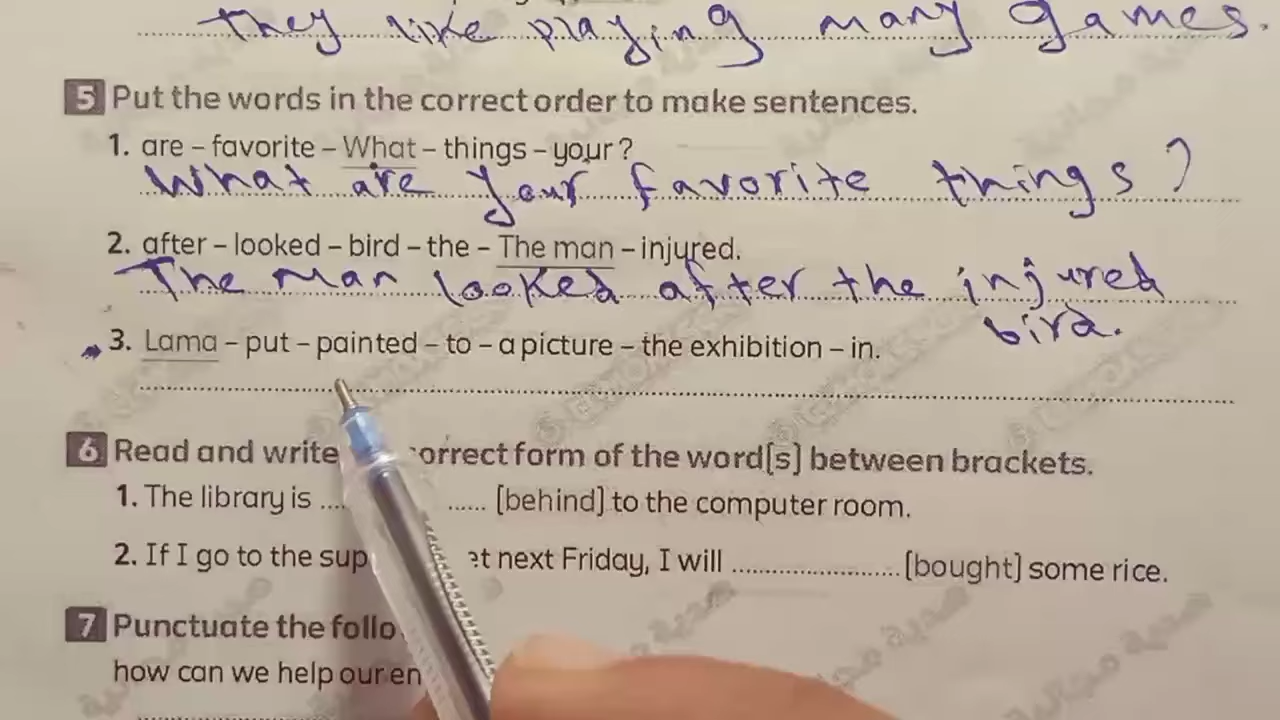 They like playing many games.
5 Put the words in the correct order to make sentences.
1. are – favorite – What – things – your ?
What are your favorite things ?
2. after – looked – bird – the – The man – injured.
The Man looked after the injured
bird.
3. Lama – put – painted – to – a picture – the exhibition – in.
6 Read and write correct form of the word[s] between brackets.
1. The library is .... ...... [behind] to the computer room.
2. If I go to the next Friday, I will ........................ [bought] some rice.
7 Punctuate the
how can we help our